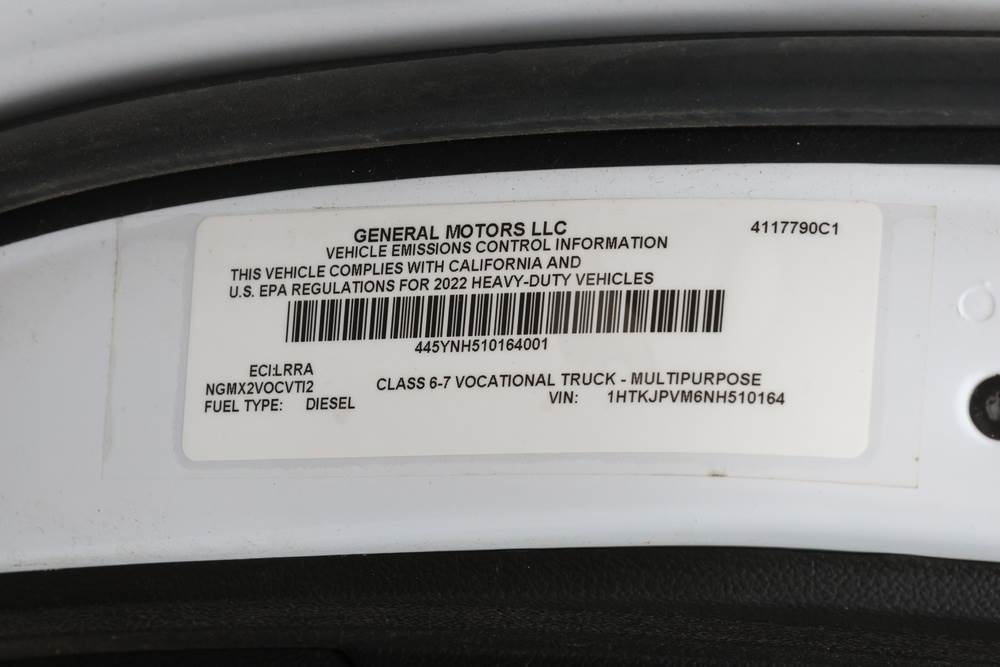 GENERAL MOTORS LLC 4117790C1
VEHICLE EMISSIONS CONTROL INFORMATION
THIS VEHICLE COMPLIES WITH CALIFORNIA AND
U.S. EPA REGULATIONS FOR 2022 HEAVY-DUTY VEHICLES
445YNH510164001
ECI:LRRA
NGMX2VOCVTI2 CLASS 6-7 VOCATIONAL TRUCK - MULTIPURPOSE
FUEL TYPE: DIESEL VIN: 1HTKJPVM6NH510164